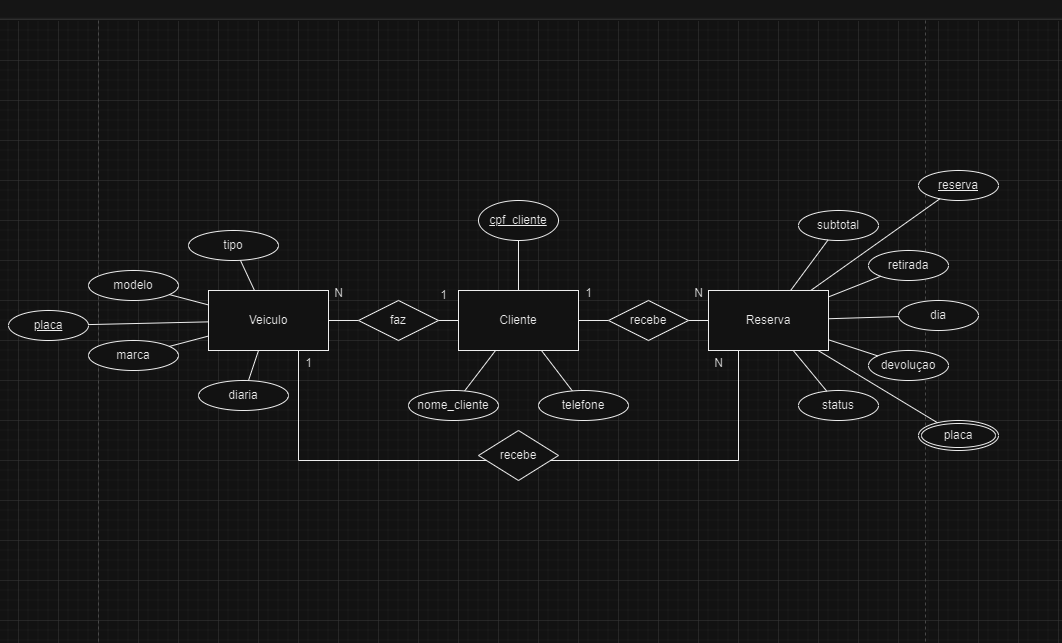 reserva
cpf_cliente
subtotal
tipo
retirada
modelo
N
1
1
N
dia
placa
Veiculo
faz
Cliente
recebe
Reserva
marca
1
N
devoluçao
diaria
nome_cliente
telefone
status
placa
recebe